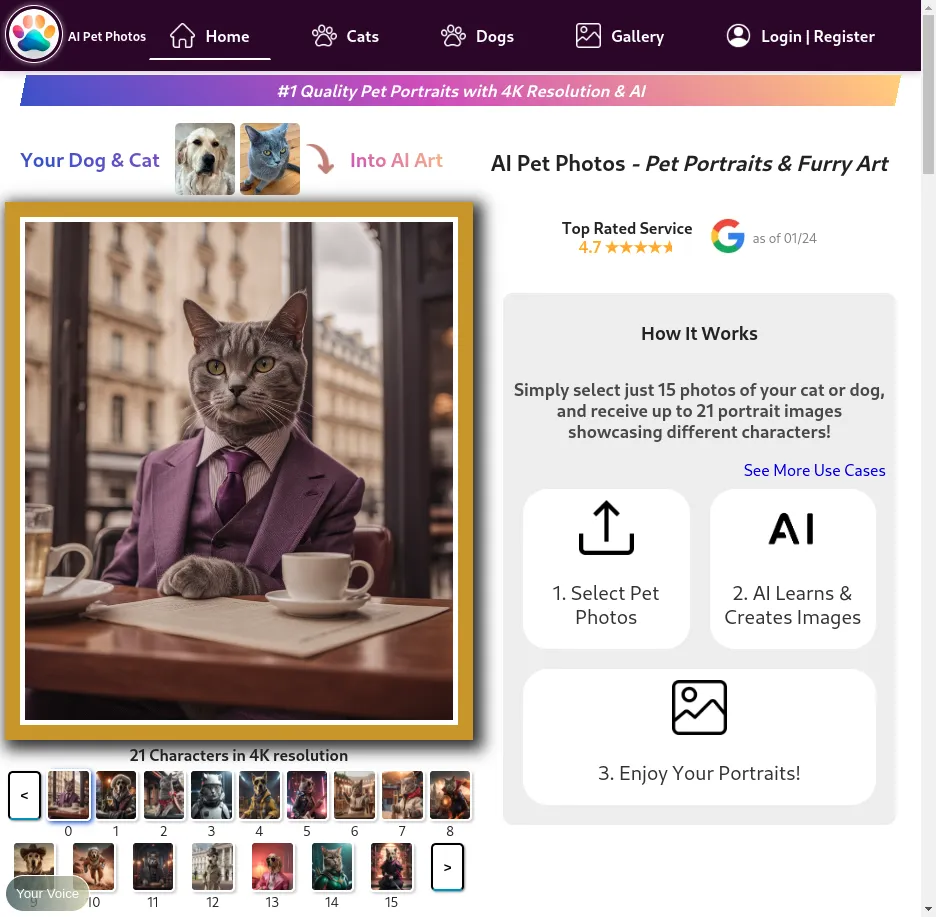 AI Pet Photos
Home
Cats
Dogs
Gallery
Login | Register
#1 Quality Pet Portraits with 4K Resolution & AI
Your Dog & Cat
Into AI Art
AI Pet Photos - Pet Portraits & Furry Art
Top Rated Service
4.7
as of 01/24
How It Works
Simply select just 15 photos of your cat or dog,
and receive up to 21 portrait images
showcasing different characters!
See More Use Cases
1. Select Pet
Photos
AI
2. AI Learns &
Creates Images
3. Enjoy Your Portraits!
21 Characters in 4K resolution
<
0 1 2 3 4 5 6 7 8
>
9 10 11 12 13 14 15
Your Voice